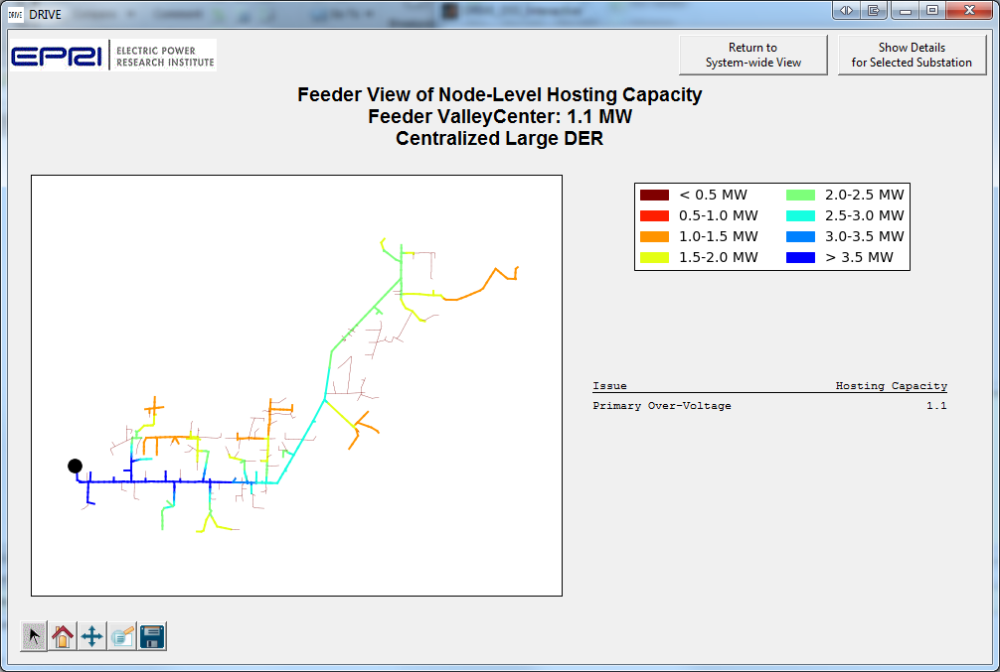 DRIVE
DRIVE
EPRI
ELECTRIC POWER
RESEARCH INSTITUTE
Return to
System-wide View
Show Details
for Selected Substation
Feeder View of Node-Level Hosting Capacity
Feeder ValleyCenter: 1.1 MW
Centralized Large DER
< 0.5 MW
0.5-1.0 MW
1.0-1.5 MW
1.5-2.0 MW
2.0-2.5 MW
2.5-3.0 MW
3.0-3.5 MW
> 3.5 MW
Issue Hosting Capacity
Primary Over-Voltage 1.1